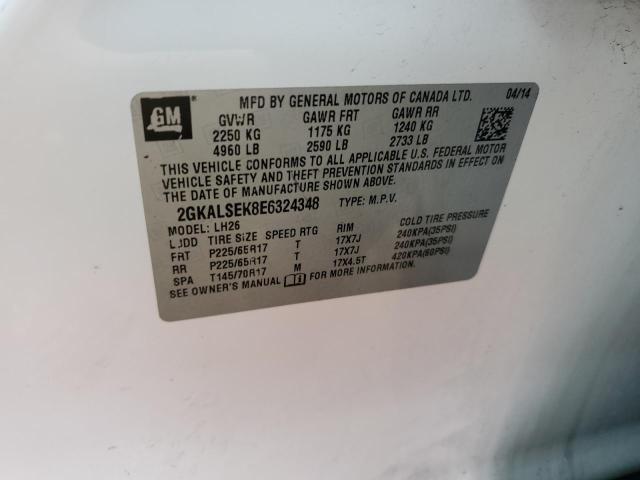 GM
MFD BY GENERAL MOTORS OF CANADA LTD. 04/14
GVWR GAWR FRT GAWR RR
2250 KG 1175 KG 1240 KG
4960 LB 2590 LB 2733 LB
THIS VEHICLE CONFORMS TO ALL APPLICABLE U.S. FEDERAL MOTOR
VEHICLE SAFETY AND THEFT PREVENTION STANDARDS IN EFFECT ON
THE DATE OF MANUFACTURE SHOWN ABOVE.
2GKALSEK8E6324348 TYPE: M.P.V.
MODEL: LH26
TIRE SIZE SPEED RTG RIM COLD TIRE PRESSURE
FRT P225/65R17 T 17X7J 240KPA(35PSI)
RR P225/65R17 T 17X7J 240KPA(35PSI)
SPA T145/70R17 M 17X4.5T 420KPA(60PSI)
SEE OWNER'S MANUAL FOR MORE INFORMATION.